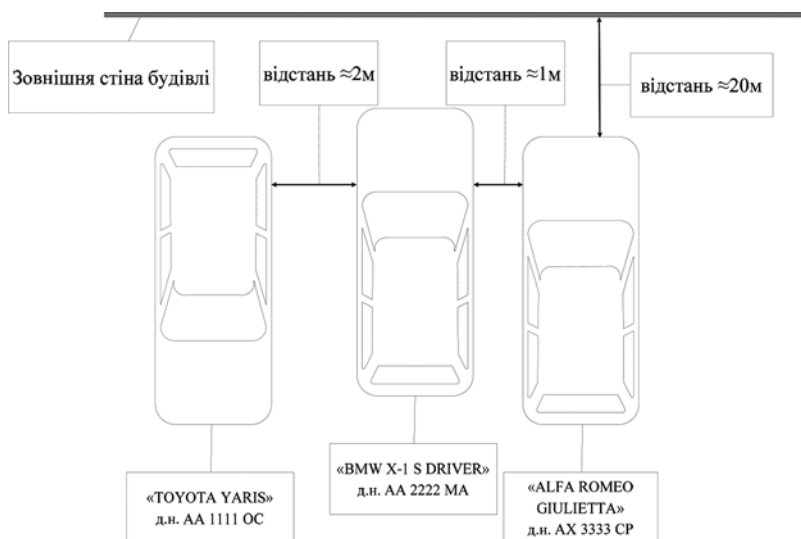 Зовнішня стіна будівлі
відстань ≈2м
відстань ≈1м
відстань ≈20м
«TOYOTA YARIS»
д.н. АА 1111 ОС
«BMW X-1 S DRIVER»
д.н. АА 2222 МА
«ALFA ROMEO
GIULIETTA»
д.н. АХ 3333 СР